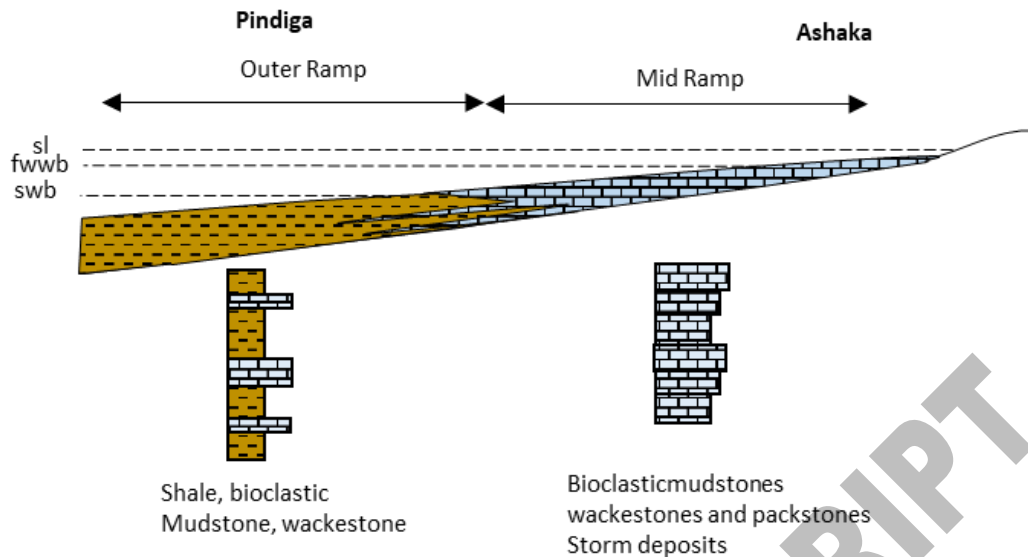 Pindiga
Ashaka
Outer Ramp
Mid Ramp
sl
fwwb
swb
Shale, bioclastic
Mudstone, wackestone
Bioclasticmudstones
wackestones and packstones
Storm deposits
RIPT